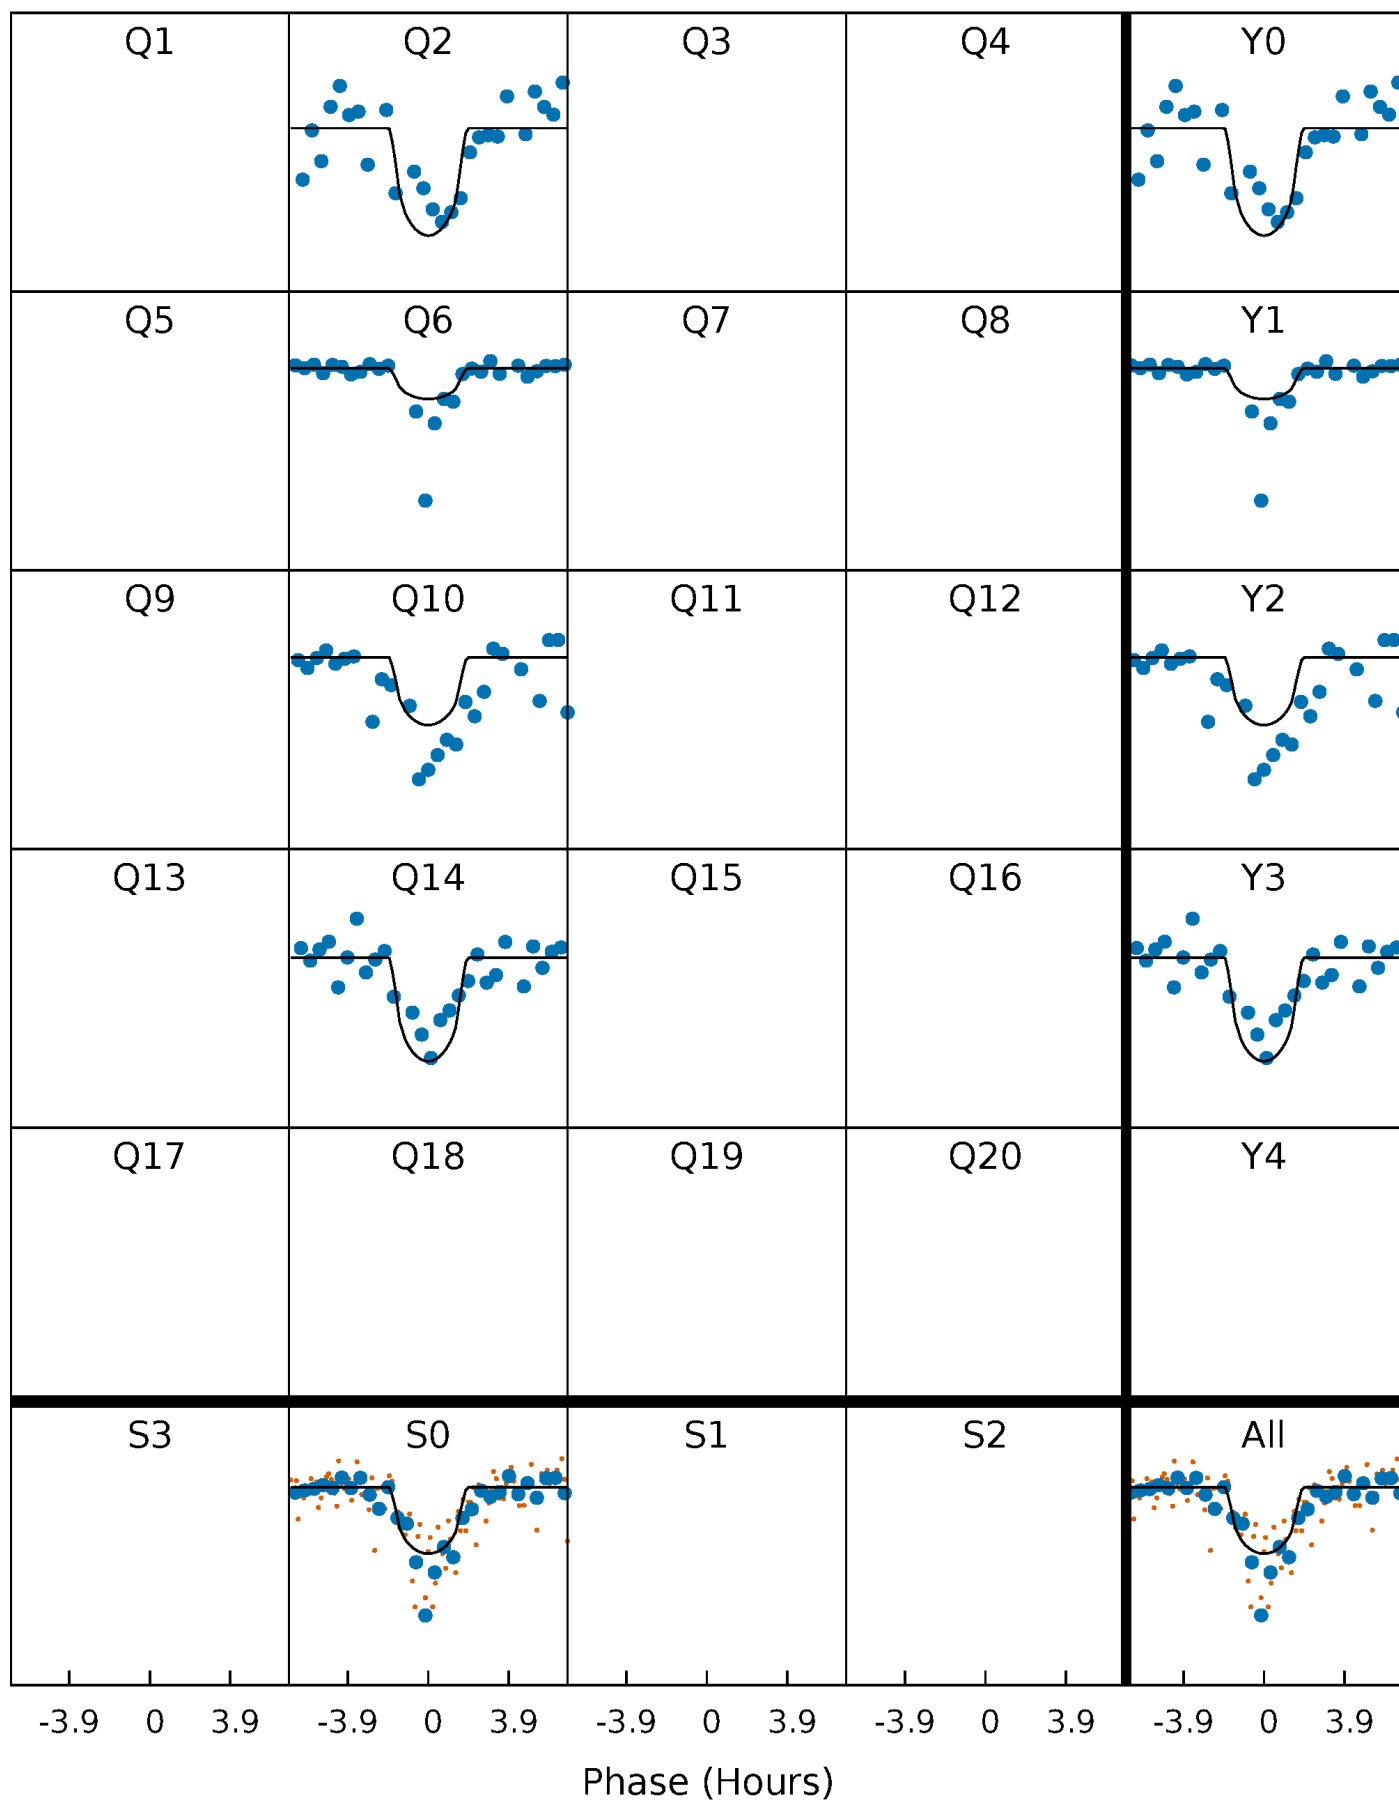 Q1 Q2 Q3 Q4 Y0
Q5 Q6 Q7 Q8 Y1
Q9 Q10 Q11 Q12 Y2
Q13 Q14 Q15 Q16 Y3
Q17 Q18 Q19 Q20 Y4
S3 S0 S1 S2 All
-3.9 0 3.9 -3.9 0 3.9 -3.9 0 3.9 -3.9 0 3.9 -3.9 0 3.9
Phase (Hours)